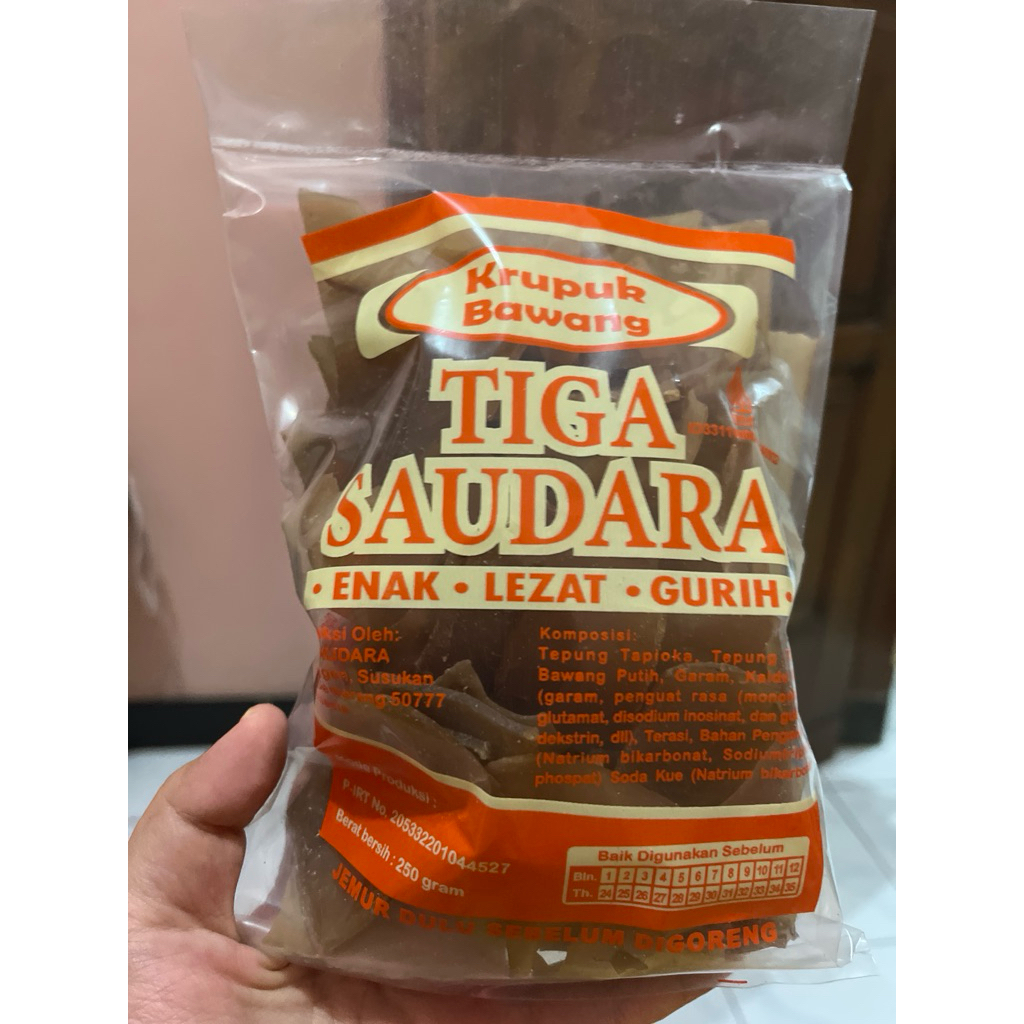 Krupuk
Bawang
TIGA
SAUDARA
• ENAK • LEZAT • GURIH •
Oleh:
Susukan
50777
Komposisi:
Tepung Tapioka, Tepung
Bawang Putih, Garam,
(garam, penguat rasa
glutamat, disodium inosinat, dan
dekstrin, dll), Terasi, Bahan
(Natrium bikarbonat,
phospat) Soda Kue (Natrium
Produksi :
P-IRT No. 205332201044527
Berat bersih : 250 gram
Baik Digunakan Sebelum
Bln. 1 2 3 4 5 6 7 8 9 10 11 12
Th. 24 25 26 27 28 29 30 31 32 33 34 35
JEMUR DULU SEBELUM DIGORENG